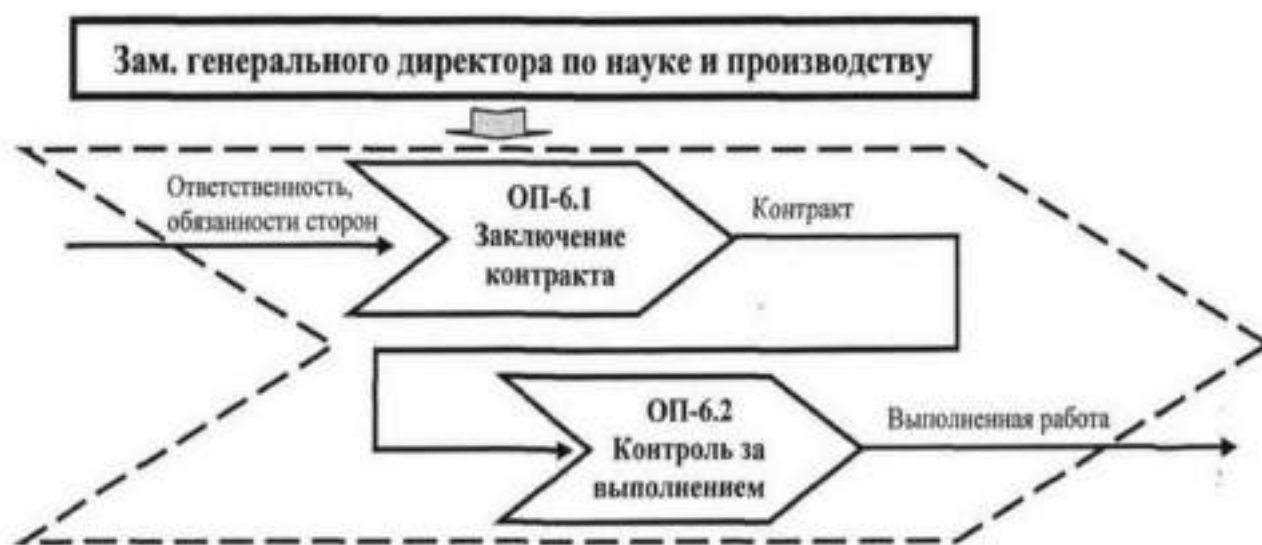 Зам. генерального директора по науке и производству
Ответственность,
обязанности сторон
ОП-6.1
Заключение
контракта
Контракт
ОП-6.2
Контроль за
выполнением
Выполненная работа